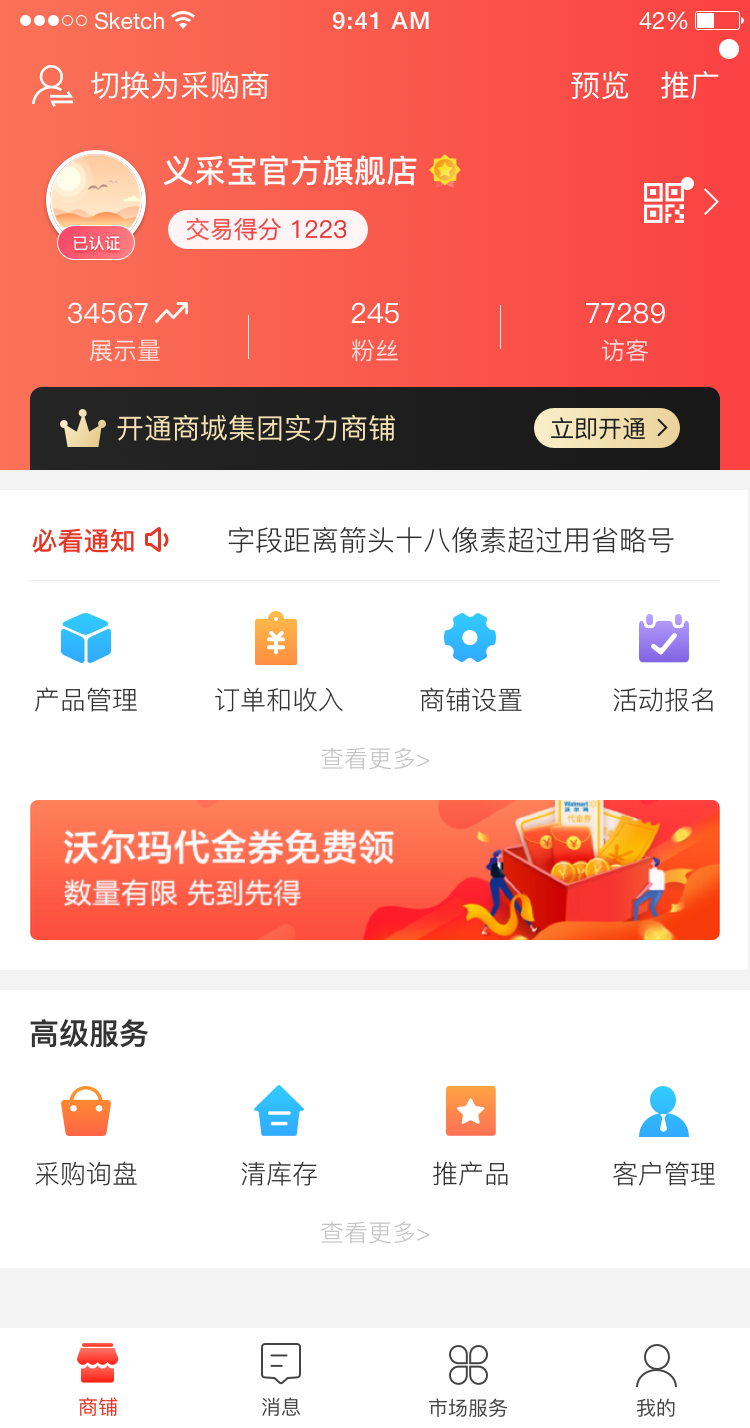 Sketch 9:41 AM 42%
切换为采购商 预览 推广
义采宝官方旗舰店
已认证
交易得分 1223
34567 245 77289
展示量 粉丝 访客
开通商城集团实力商铺 立即开通
必看通知 字段距离箭头十八像素超过用省略号
产品管理 订单和收入 商铺设置 活动报名
查看更多>
Walmart
沃尔玛
代金券
沃尔玛代金券免费领
数量有限 先到先得
高级服务
采购询盘 清库存 推产品 客户管理
查看更多>
商铺 消息 市场服务 我的